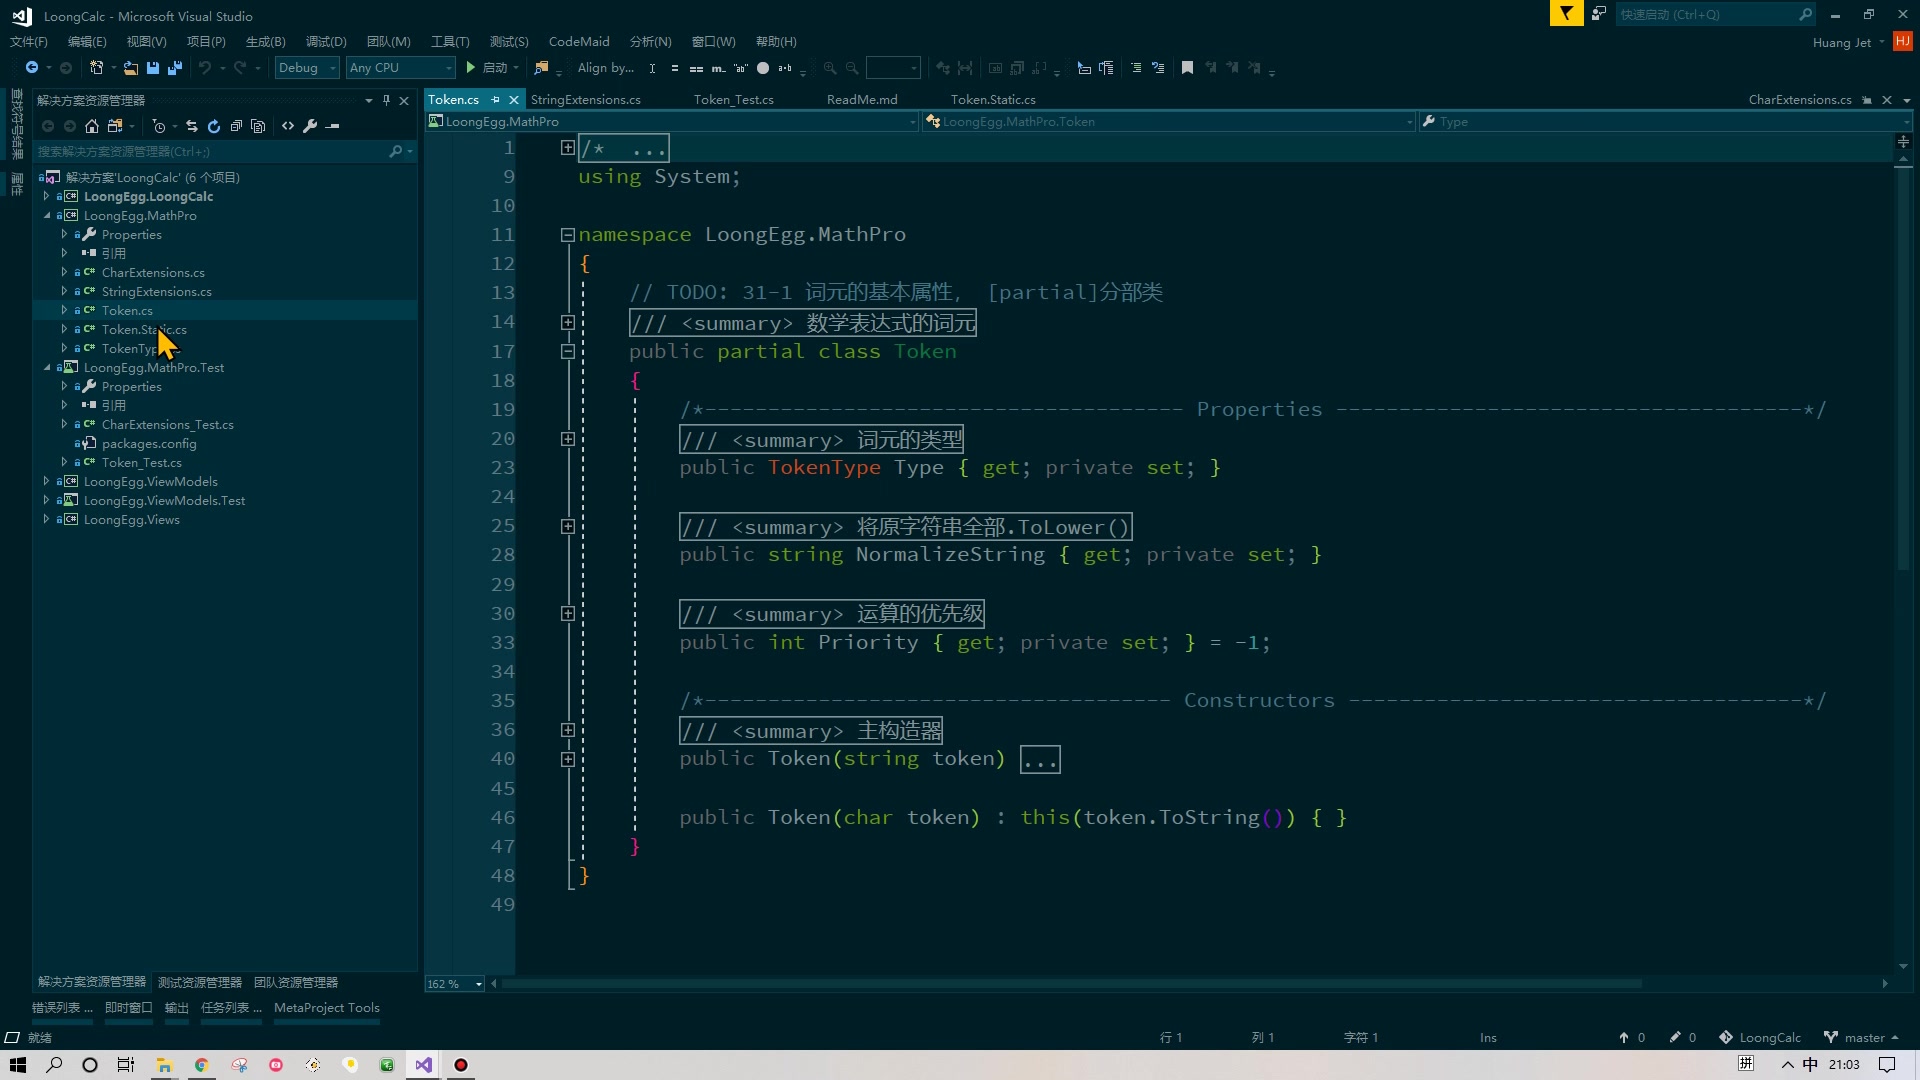 LoongCalc - Microsoft Visual Studio
快速启动 (Ctrl+Q)
文件(F) 编辑(E) 视图(V) 项目(P) 生成(B) 调试(D) 团队(M) 工具(T) 测试(S) CodeMaid 分析(N) 窗口(W) 帮助(H)
Huang Jet HJ
Debug Any CPU 启动 Align by...
查找符号结果
属性
解决方案资源管理器
搜索解决方案资源管理器(Ctrl+;)
解决方案'LoongCalc' (6 个项目)
LoongEgg.LoongCalc
LoongEgg.MathPro
Properties
引用
CharExtensions.cs
StringExtensions.cs
Token.cs
Token.Static.cs
LoongEgg.MathPro.Test
Properties
引用
CharExtensions_Test.cs
packages.config
Token_Test.cs
LoongEgg.ViewModels
LoongEgg.ViewModels.Test
LoongEgg.Views
解决方案资源管理器 测试资源管理器 团队资源管理器
Token.cs StringExtensions.cs Token_Test.cs ReadMe.md Token.Static.cs CharExtensions.cs
LoongEgg.MathPro LoongEgg.MathPro.Token Type
1 /* ...
9 using System;
10
11 namespace LoongEgg.MathPro
12 {
13 // TODO: 31-1 词元的基本属性, [partial]分部类
14 /// <summary> 数学表达式的词元
17 public partial class Token
18 {
19 /*-------------------------------------- Properties -------------------------------------*/
20 /// <summary> 词元的类型
23 public TokenType Type { get; private set; }
24
25 /// <summary> 将原字符串全部.ToLower()
28 public string NormalizeString { get; private set; }
29
30 /// <summary> 运算的优先级
33 public int Priority { get; private set; } = -1;
34
35 /*------------------------------------- Constructors ------------------------------------*/
36 /// <summary> 主构造器
40 public Token(string token) ...
45
46 public Token(char token) : this(token.ToString()) { }
47 }
48 }
49
162 %
错误列表 ... 即时窗口 输出 任务列表 ... MetaProject Tools
就绪 行 1 列 1 字符 1 Ins 0 0 LoongCalc master
拼 中 21:03